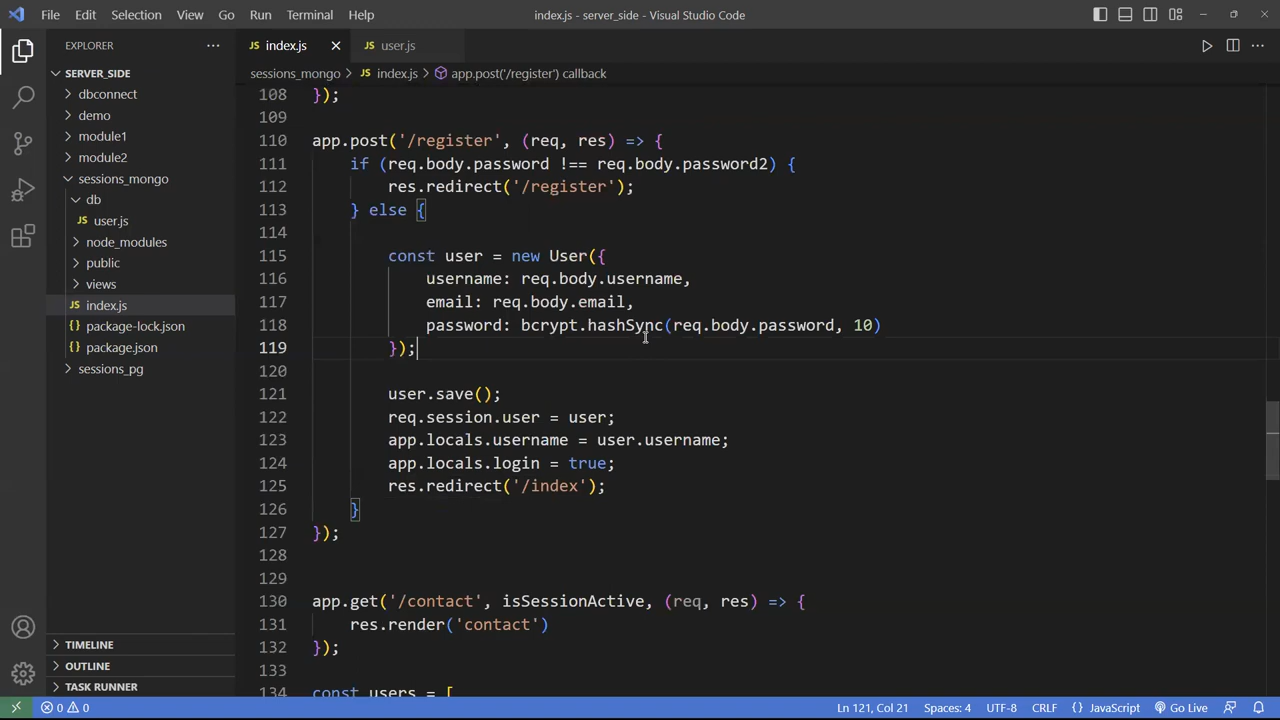 File Edit Selection View Go Run Terminal Help index.js - server_side - Visual Studio Code
EXPLORER
SERVER_SIDE
dbconnect
demo
module1
module2
sessions_mongo
db
JS user.js
node_modules
public
views
JS index.js
package-lock.json
package.json
sessions_pg
TIMELINE
OUTLINE
TASK RUNNER
JS index.js JS user.js
sessions_mongo > JS index.js > app.post('/register') callback
108 });
109
110 app.post('/register', (req, res) => {
111 if (req.body.password !== req.body.password2) {
112 res.redirect('/register');
113 } else {
114
115 const user = new User({
116 username: req.body.username,
117 email: req.body.email,
118 password: bcrypt.hashSync(req.body.password, 10)
119 });
120
121 user.save();
122 req.session.user = user;
123 app.locals.username = user.username;
124 app.locals.login = true;
125 res.redirect('/index');
126 }
127 });
128
129
130 app.get('/contact', isSessionActive, (req, res) => {
131 res.render('contact')
132 });
133
134 const users = [
0 0 Ln 121, Col 21 Spaces: 4 UTF-8 CRLF {} JavaScript Go Live